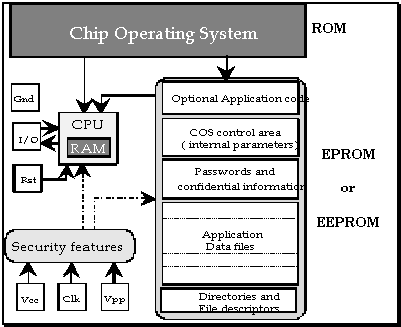 Chip Operating System
ROM
Gnd
Optional Application code
CPU
RAM
I/O
COS control area
( internal parameters)
EPROM
or
EEPROM
Rst
Passwords and
confidential information
Application
Data files
Security features
Directories and
File descriptors
Vcc
Clk
Vpp